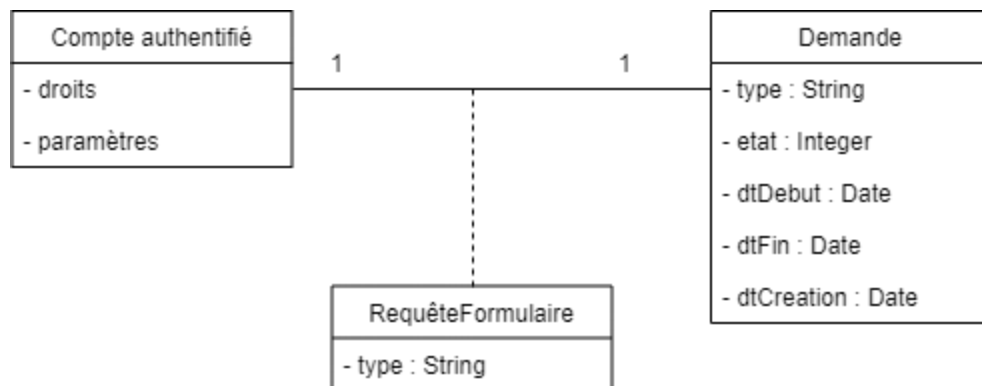 Compte authentifié
- droits
- paramètres
1
1
Demande
- type : String
- etat : Integer
- dtDebut : Date
- dtFin : Date
- dtCreation : Date
RequêteFormulaire
- type : String